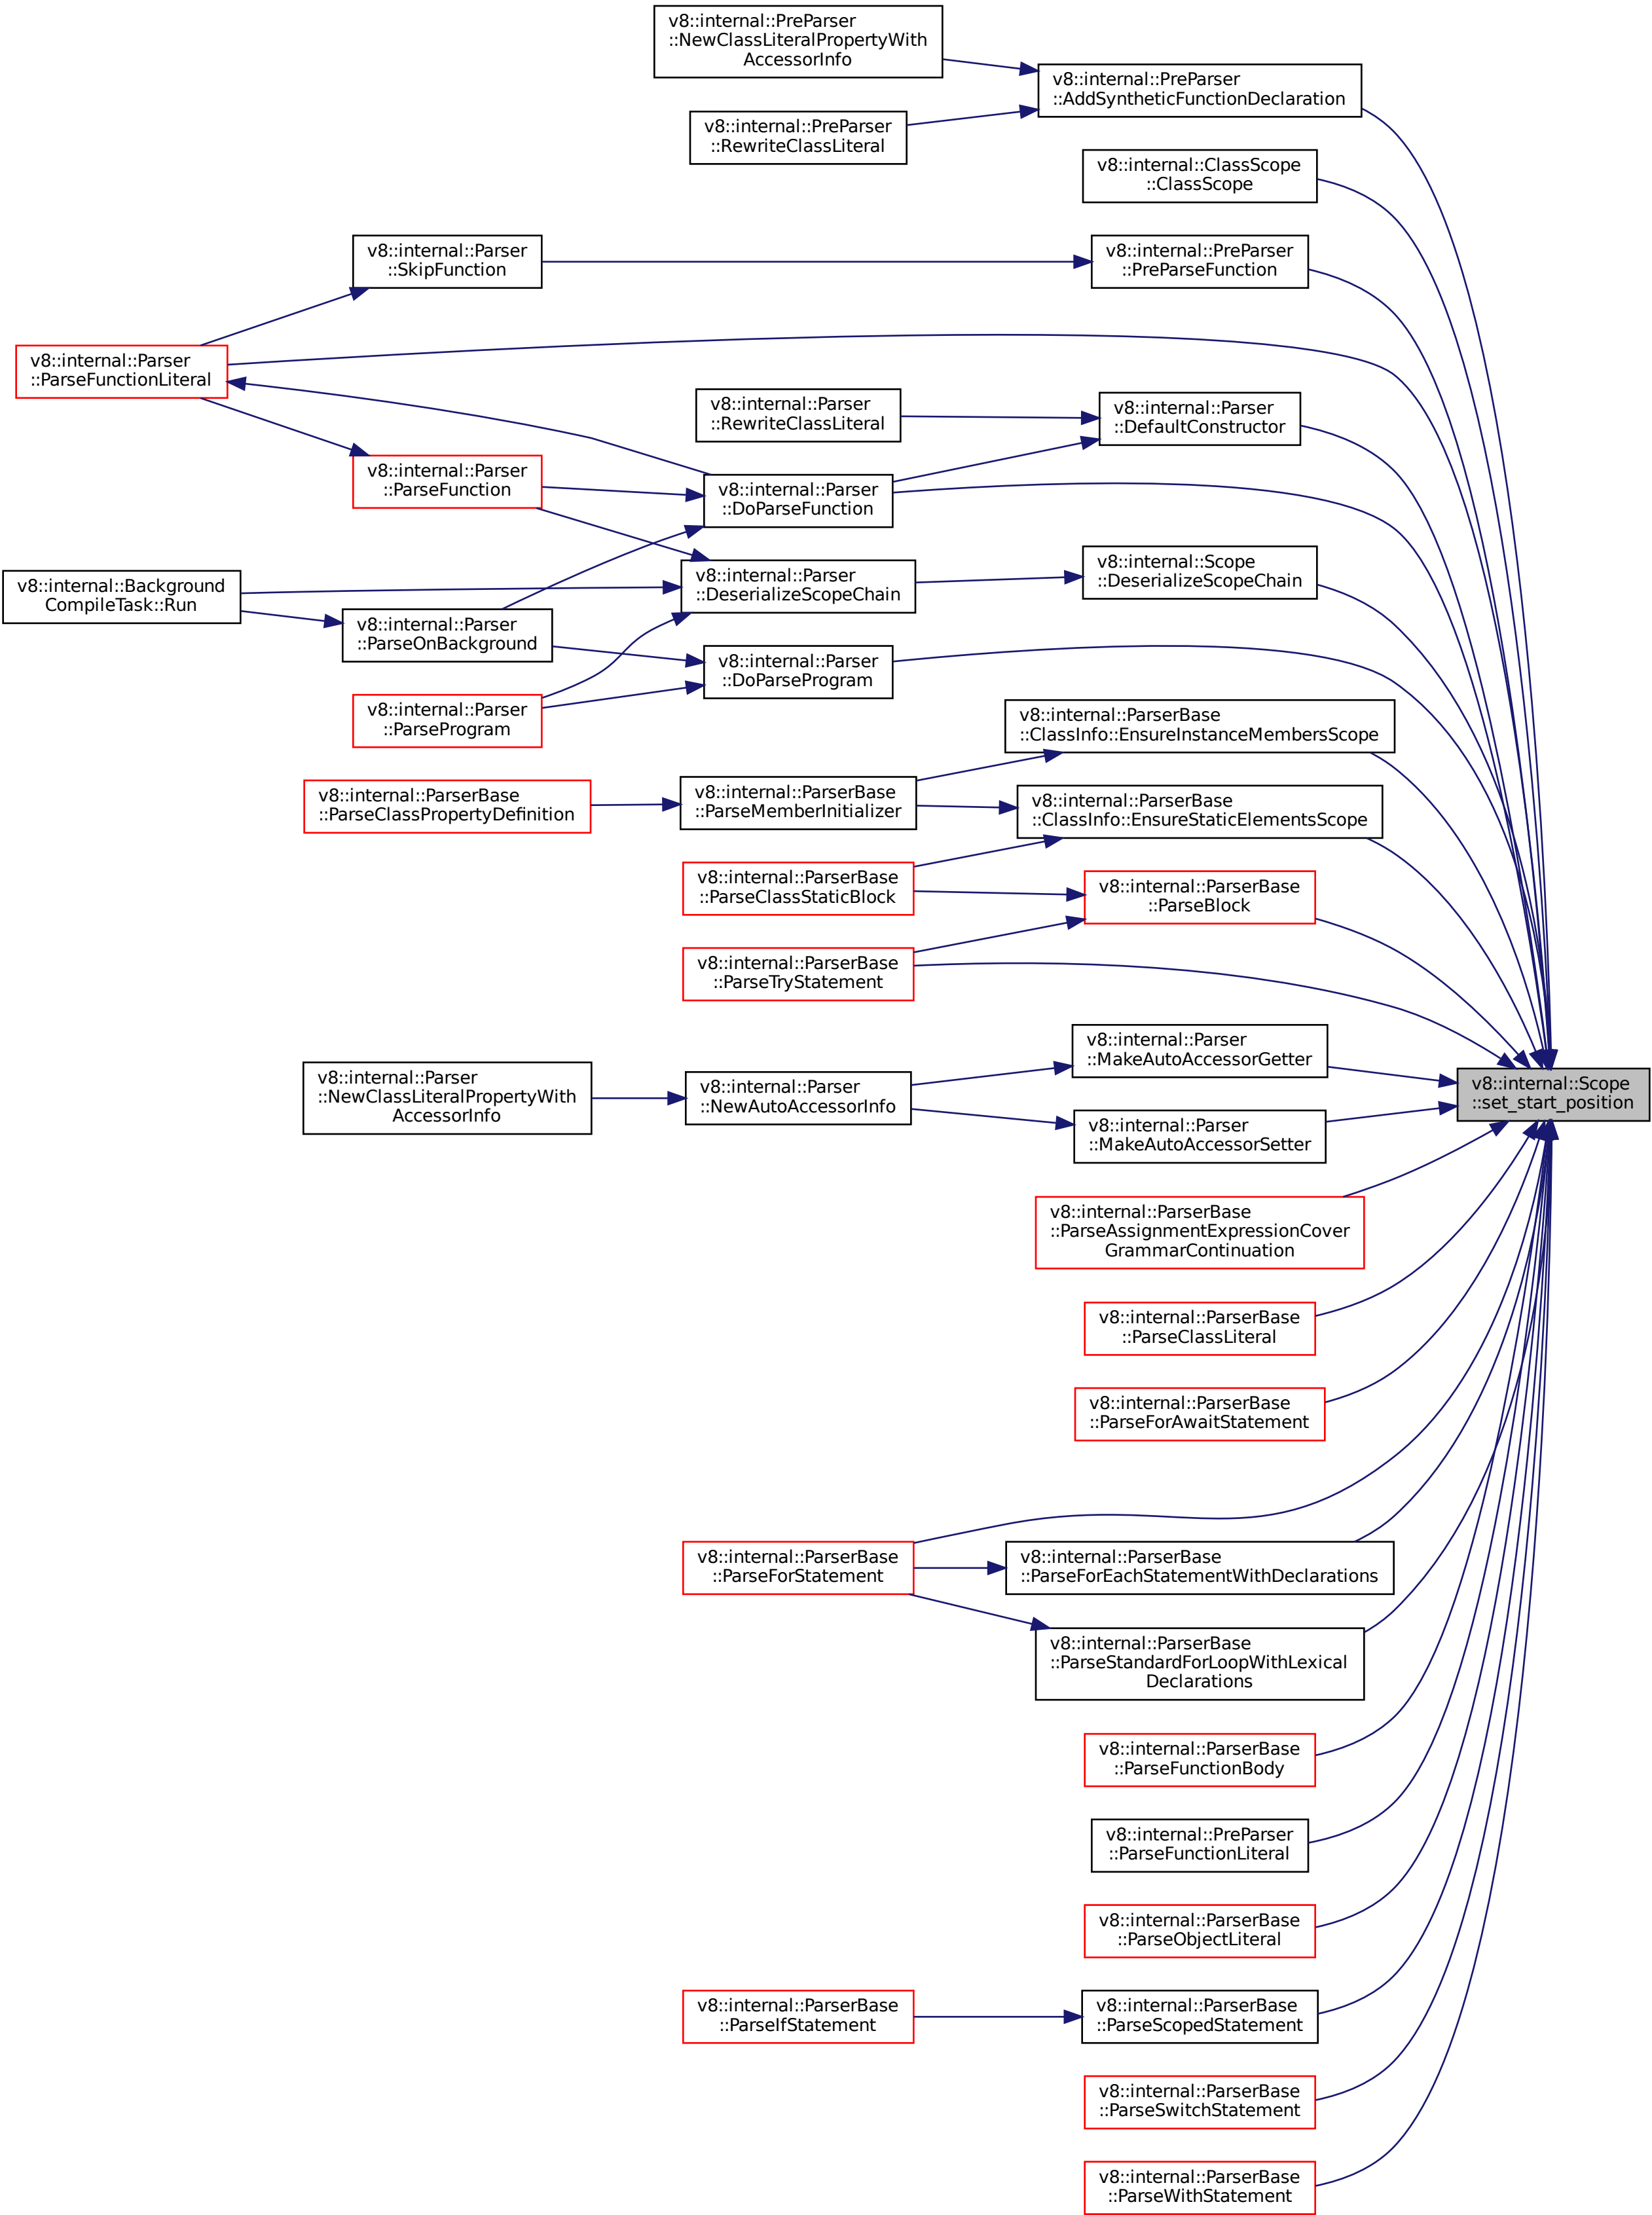 v8::internal::PreParser
::NewClassLiteralPropertyWith
AccessorInfo
v8::internal::PreParser
::AddSyntheticFunctionDeclaration
v8::internal::PreParser
::RewriteClassLiteral
v8::internal::ClassScope
::ClassScope
v8::internal::Parser
::SkipFunction
v8::internal::PreParser
::PreParseFunction
v8::internal::Parser
::ParseFunctionLiteral
v8::internal::Parser
::RewriteClassLiteral
v8::internal::Parser
::DefaultConstructor
v8::internal::Parser
::ParseFunction
v8::internal::Parser
::DoParseFunction
v8::internal::Background
CompileTask::Run
v8::internal::Parser
::DeserializeScopeChain
v8::internal::Scope
::DeserializeScopeChain
v8::internal::Parser
::ParseOnBackground
v8::internal::Parser
::DoParseProgram
v8::internal::Parser
::ParseProgram
v8::internal::ParserBase
::ClassInfo::EnsureInstanceMembersScope
v8::internal::ParserBase
::ParseClassPropertyDefinition
v8::internal::ParserBase
::ParseMemberInitializer
v8::internal::ParserBase
::ClassInfo::EnsureStaticElementsScope
v8::internal::ParserBase
::ParseClassStaticBlock
v8::internal::ParserBase
::ParseBlock
v8::internal::ParserBase
::ParseTryStatement
v8::internal::Parser
::MakeAutoAccessorGetter
v8::internal::Scope
::set_start_position
v8::internal::Parser
::NewClassLiteralPropertyWith
AccessorInfo
v8::internal::Parser
::NewAutoAccessorInfo
v8::internal::Parser
::MakeAutoAccessorSetter
v8::internal::ParserBase
::ParseAssignmentExpressionCover
GrammarContinuation
v8::internal::ParserBase
::ParseClassLiteral
v8::internal::ParserBase
::ParseForAwaitStatement
v8::internal::ParserBase
::ParseForStatement
v8::internal::ParserBase
::ParseForEachStatementWithDeclarations
v8::internal::ParserBase
::ParseStandardForLoopWithLexical
Declarations
v8::internal::ParserBase
::ParseFunctionBody
v8::internal::PreParser
::ParseFunctionLiteral
v8::internal::ParserBase
::ParseObjectLiteral
v8::internal::ParserBase
::ParseIfStatement
v8::internal::ParserBase
::ParseScopedStatement
v8::internal::ParserBase
::ParseSwitchStatement
v8::internal::ParserBase
::ParseWithStatement